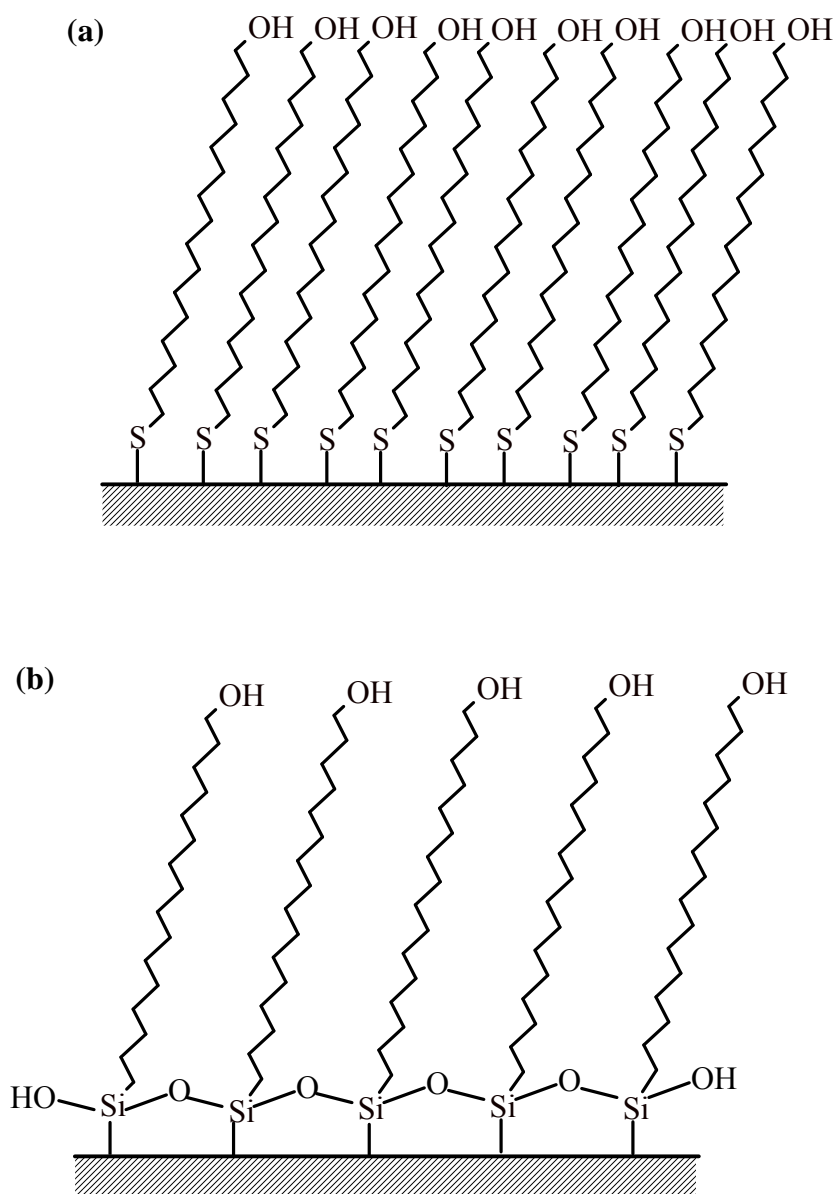 (a)
OH OH OH OH OH OH OH OH OH OH
S S S S S S S S S S
(b)
OH OH OH OH OH
HO Si O Si O Si O Si O Si OH